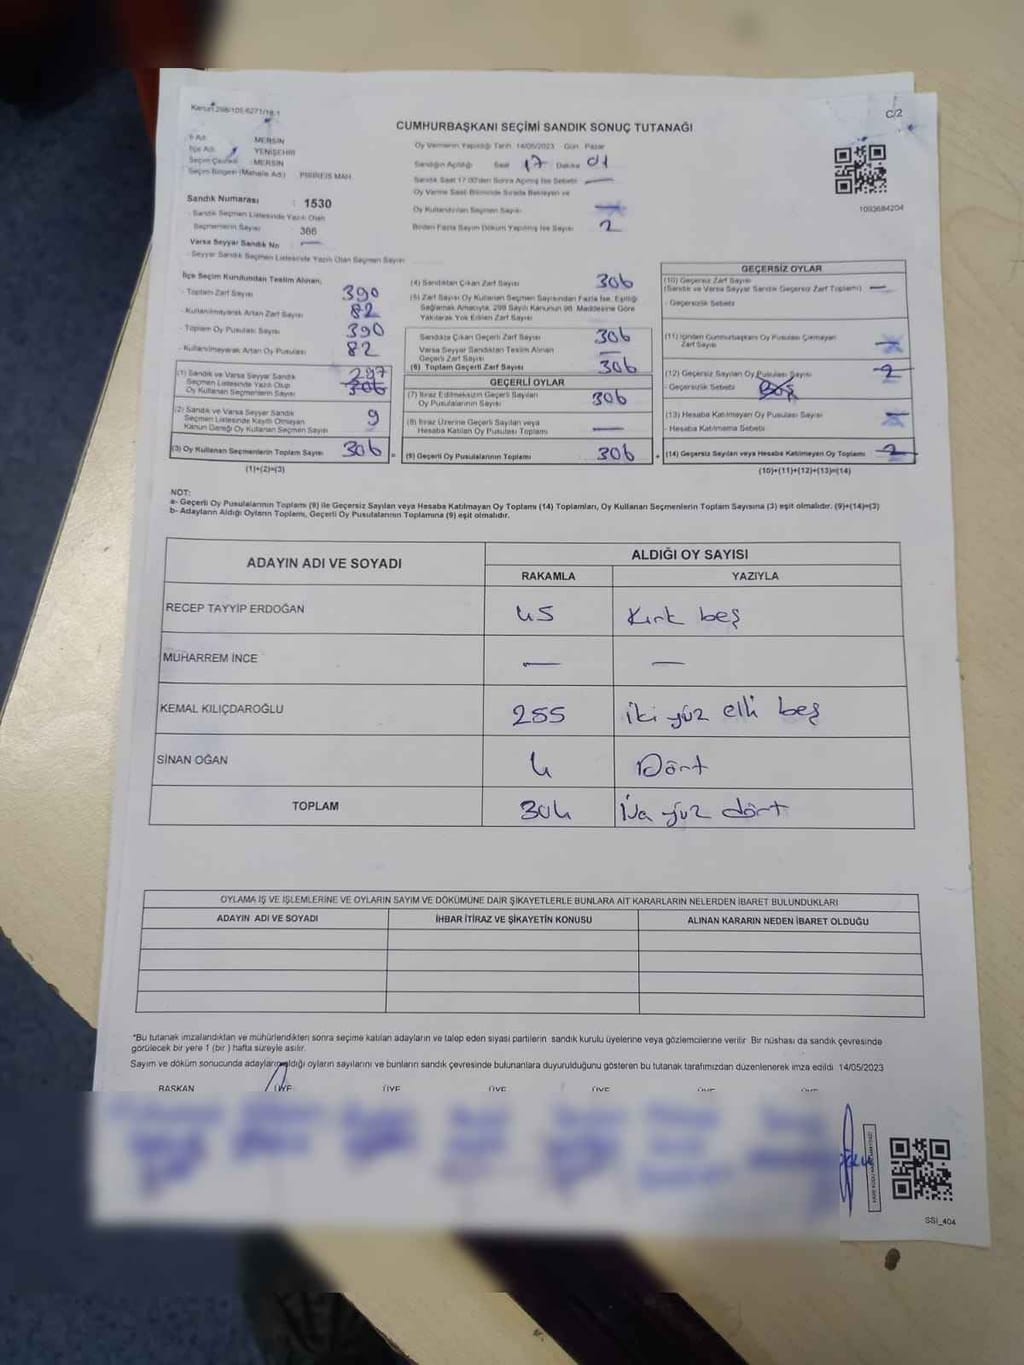 Kanun 298/105 6271/18.1
C/2
CUMHURBAŞKANI SEÇİMİ SANDIK SONUÇ TUTANAĞI
İl Adı MERSİN
İlçe Adı YENİŞEHİR
Seçim Çevresi MERSİN
Seçim Bölgesi (Mahalle Adı) PİRİREİS MAH.
Sandık Numarası : 1530
- Sandık Seçmen Listesinde Yazılı Olan
Seçmenlerin Sayısı 366
Varsa Seyyar Sandık No —
- Seyyar Sandık Seçmen Listesinde Yazılı Olan Seçmen Sayısı
Oy Vermenin Yapıldığı Tarih 14/05/2023 - Gün Pazar
Sandığın Açıldığı Saat 17 Dakika 01
Sandık Saat 17:00'den Sonra Açılmış İse Sebebi —
Oy Verme Saati Bitiminde Sırada Bekleyen ve
Oy Kullandırılan Seçmen Sayısı —
Birden Fazla Sayım Döküm Yapılmış İse Sayısı 2
1093684204
İlçe Seçim Kurulundan Teslim Alınan;
- Toplam Zarf Sayısı 390
- Kullanılmayarak Artan Zarf Sayısı 82
- Toplam Oy Pusulası Sayısı 390
- Kullanılmayarak Artan Oy Pusulası 82
(1) Sandık ve Varsa Seyyar Sandık 297
Seçmen Listesinde Yazılı Olup 306
Oy Kullanan Seçmenlerin Sayısı
(2) Sandık ve Varsa Seyyar Sandık
Seçmen Listesinde Kayıtlı Olmayan 9
Kanun Gereği Oy Kullanan Seçmen Sayısı
(3) Oy Kullanan Seçmenlerin Toplam Sayısı 306
(1)+(2)=(3)
(4) Sandıktan Çıkan Zarf Sayısı 306
(5) Zarf Sayısı Oy Kullanan Seçmen Sayısından Fazla İse, Eşitliği
Sağlamak Amacıyla, 298 Sayılı Kanunun 98. Maddesine Göre
Yakılarak Yok Edilen Zarf Sayısı
Sandıkta Çıkan Geçerli Zarf Sayısı 306
Varsa Seyyar Sandıktan Teslim Alınan
Geçerli Zarf Sayısı —
(6) Toplam Geçerli Zarf Sayısı 306
GEÇERLİ OYLAR
(7) İtiraz Edilmeksizin Geçerli Sayılan
Oy Pusulalarının Sayısı 306
(8) İtiraz Üzerine Geçerli Sayılan veya
Hesaba Katılan Oy Pusulası Toplamı —
(9) Geçerli Oy Pusulalarının Toplamı 306
GEÇERSİZ OYLAR
(10) Geçersiz Zarf Sayısı
(Sandık ve Varsa Seyyar Sandık Geçersiz Zarf Toplamı) —
- Geçersizlik Sebebi
(11) İçinden Cumhurbaşkanı Oy Pusulası Çıkmayan
Zarf Sayısı —
(12) Geçersiz Sayılan Oy Pusulası Sayısı 2
- Geçersizlik Sebebi Boş
(13) Hesaba Katılmayan Oy Pusulası Sayısı —
- Hesaba Katılmama Sebebi
(14) Geçersiz Sayılan veya Hesaba Katılmayan Oy Toplamı 2
(10)+(11)+(12)+(13)=(14)
NOT:
a- Geçerli Oy Pusulalarının Toplamı (9) ile Geçersiz Sayılan veya Hesaba Katılmayan Oy Toplamı (14) Toplamları, Oy Kullanan Seçmenlerin Toplam Sayısına (3) eşit olmalıdır. (9)+(14)=(3)
b- Adayların Aldığı Oyların Toplamı, Geçerli Oy Pusulalarının Toplamına (9) eşit olmalıdır.
ADAYIN ADI VE SOYADI ALDIĞI OY SAYISI
RAKAMLA YAZIYLA
RECEP TAYYİP ERDOĞAN 45 Kırk beş
MUHARREM İNCE — —
KEMAL KILIÇDAROĞLU 255 iki yüz elli beş
SİNAN OĞAN 4 Dört
TOPLAM 304 yüz dört
OYLAMA İŞ VE İŞLEMLERİNE VE OYLARIN SAYIM VE DÖKÜMÜNE DAİR ŞİKAYETLERLE BUNLARA AİT KARARLARIN NELERDEN İBARET BULUNDUKLARI
ADAYIN ADI VE SOYADI İHBAR İTİRAZ VE ŞİKAYETİN KONUSU ALINAN KARARIN NEDEN İBARET OLDUĞU
*Bu tutanak imzalandıktan ve mühürlendikten sonra seçime katılan adayların ve talep eden siyasi partilerin sandık kurulu üyelerine veya gözlemcilerine verilir Bir nüshası da sandık çevresinde
görülecek bir yere 1 (bir ) hafta süreyle asılır.
Sayım ve döküm sonucunda adayların aldığı oyların sayılarını ve bunların sandık çevresinde bulunanlara duyurulduğunu gösteren bu tutanak tarafımızdan düzenlenerek imza edildi 14/05/2023
BAŞKAN ÜYE ÜYE ÜYE ÜYE ÜYE ÜYE
SSI_404